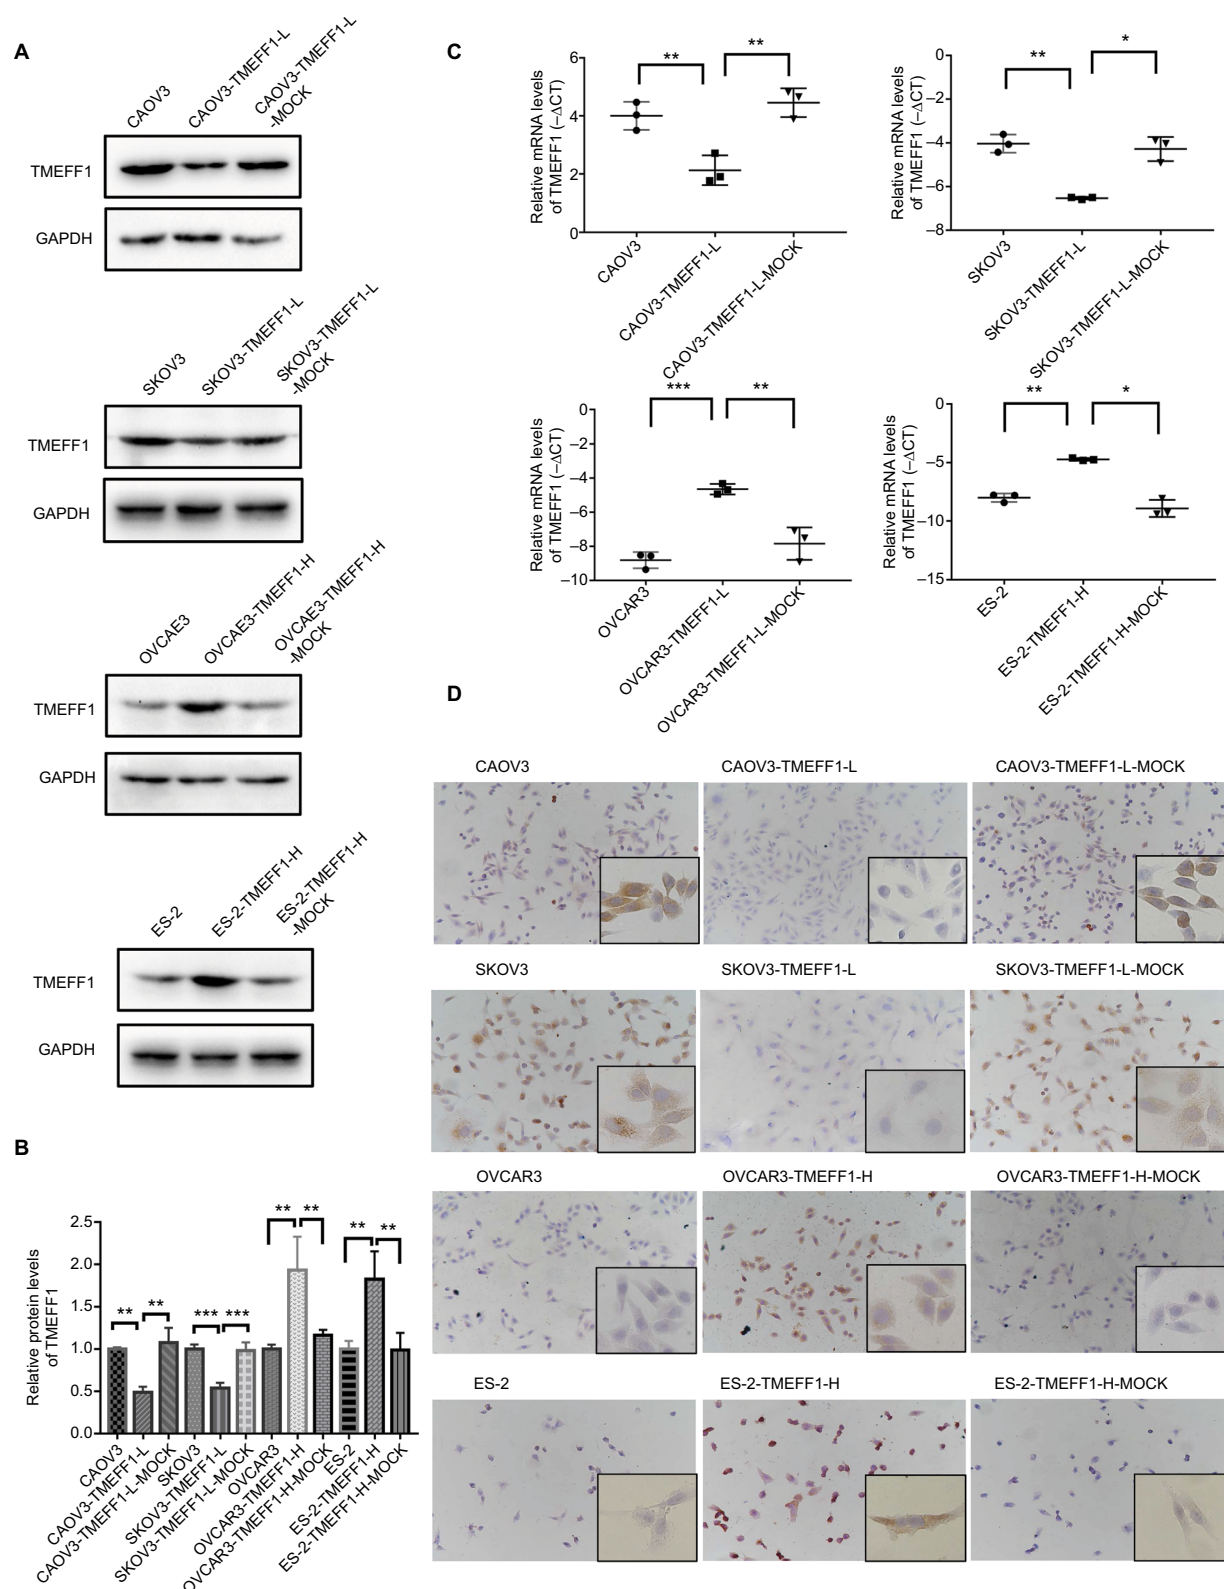 A
CAOV3
CAOV3-TMEFF1-L
CAOV3-TMEFF1-L
-MOCK
TMEFF1
GAPDH
SKOV3
SKOV3-TMEFF1-L
SKOV3-TMEFF1-L
-MOCK
TMEFF1
GAPDH
OVCAE3
OVCAE3-TMEFF1-H
OVCAE3-TMEFF1-H
-MOCK
TMEFF1
GAPDH
ES-2
ES-2-TMEFF1-H
ES-2-TMEFF1-H
-MOCK
TMEFF1
GAPDH
B
Relative protein levels
of TMEFF1
2.5
2.0
1.5
1.0
0.5
0.0
** ** *** *** ** ** ** **
CAOV3
CAOV3-TMEFF1-L
CAOV3-TMEFF1-L-MOCK
SKOV3
SKOV3-TMEFF1-L
SKOV3-TMEFF1-L-MOCK
OVCAR3
OVCAR3-TMEFF1-H
OVCAR3-TMEFF1-H-MOCK
ES-2
ES-2-TMEFF1-H
ES-2-TMEFF1-H-MOCK
C
Relative mRNA levels
of TMEFF1 (–ΔCT)
6
4
2
0
** **
CAOV3
CAOV3-TMEFF1-L
CAOV3-TMEFF1-L-MOCK
Relative mRNA levels
of TMEFF1 (–ΔCT)
0
–2
–4
–6
–8
** *
SKOV3
SKOV3-TMEFF1-L
SKOV3-TMEFF1-L-MOCK
Relative mRNA levels
of TMEFF1 (–ΔCT)
0
–2
–4
–6
–8
–10
*** **
OVCAR3
OVCAR3-TMEFF1-L
OVCAR3-TMEFF1-L-MOCK
Relative mRNA levels
of TMEFF1 (–ΔCT)
0
–5
–10
–15
** *
ES-2
ES-2-TMEFF1-H
ES-2-TMEFF1-H-MOCK
D
CAOV3 CAOV3-TMEFF1-L CAOV3-TMEFF1-L-MOCK
SKOV3 SKOV3-TMEFF1-L SKOV3-TMEFF1-L-MOCK
OVCAR3 OVCAR3-TMEFF1-H OVCAR3-TMEFF1-H-MOCK
ES-2 ES-2-TMEFF1-H ES-2-TMEFF1-H-MOCK